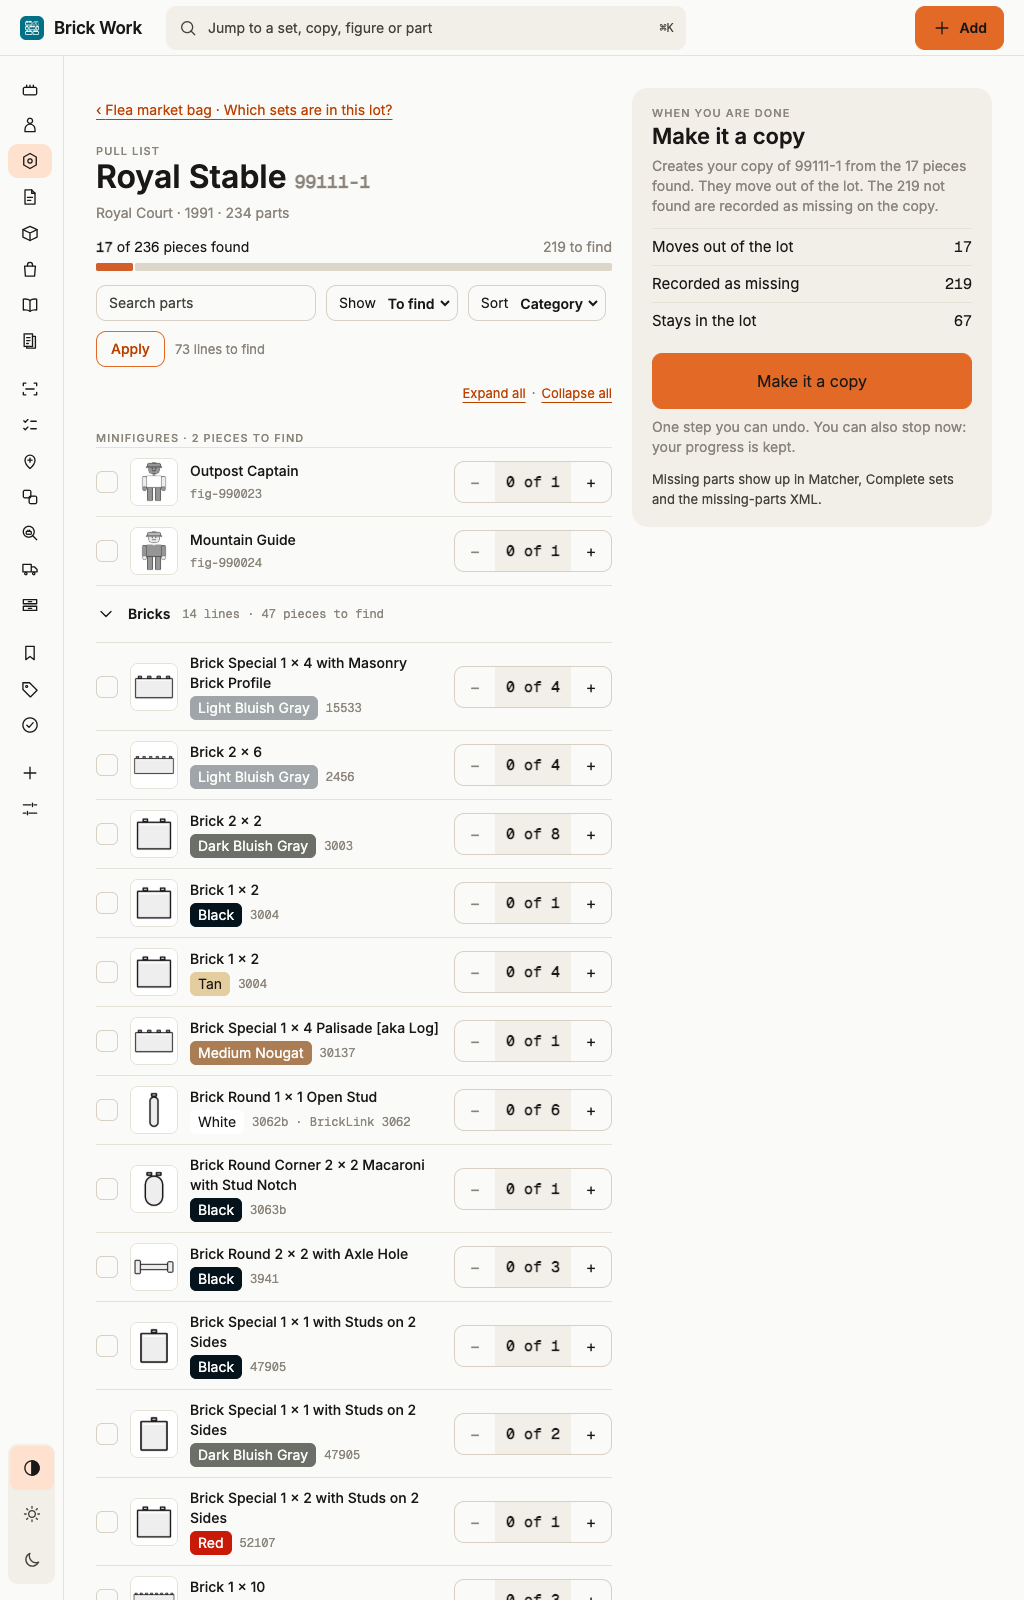 Brick Work
Jump to a set, copy, figure or part
⌘K
+ Add
‹ Flea market bag · Which sets are in this lot?
PULL LIST
Royal Stable 99111-1
Royal Court · 1991 · 234 parts
17 of 236 pieces found
219 to find
Search parts
Show To find
Sort Category
Apply
73 lines to find
Expand all · Collapse all
MINIFIGURES · 2 PIECES TO FIND
Outpost Captain
fig-990023
− 0 of 1 +
Mountain Guide
fig-990024
− 0 of 1 +
Bricks 14 lines · 47 pieces to find
Brick Special 1 × 4 with Masonry
Brick Profile
Light Bluish Gray 15533
− 0 of 4 +
Brick 2 × 6
Light Bluish Gray 2456
− 0 of 4 +
Brick 2 × 2
Dark Bluish Gray 3003
− 0 of 8 +
Brick 1 × 2
Black 3004
− 0 of 1 +
Brick 1 × 2
Tan 3004
− 0 of 4 +
Brick Special 1 × 4 Palisade [aka Log]
Medium Nougat 30137
− 0 of 1 +
Brick Round 1 × 1 Open Stud
White 3062b · BrickLink 3062
− 0 of 6 +
Brick Round Corner 2 × 2 Macaroni
with Stud Notch
Black 3063b
− 0 of 1 +
Brick Round 2 × 2 with Axle Hole
Black 3941
− 0 of 3 +
Brick Special 1 × 1 with Studs on 2
Sides
Black 47905
− 0 of 1 +
Brick Special 1 × 1 with Studs on 2
Sides
Dark Bluish Gray 47905
− 0 of 2 +
Brick Special 1 × 2 with Studs on 2
Sides
Red 52107
− 0 of 1 +
Brick 1 × 10
− 0 of 3 +
WHEN YOU ARE DONE
Make it a copy
Creates your copy of 99111-1 from the 17 pieces
found. They move out of the lot. The 219 not
found are recorded as missing on the copy.
Moves out of the lot 17
Recorded as missing 219
Stays in the lot 67
Make it a copy
One step you can undo. You can also stop now:
your progress is kept.
Missing parts show up in Matcher, Complete sets
and the missing-parts XML.